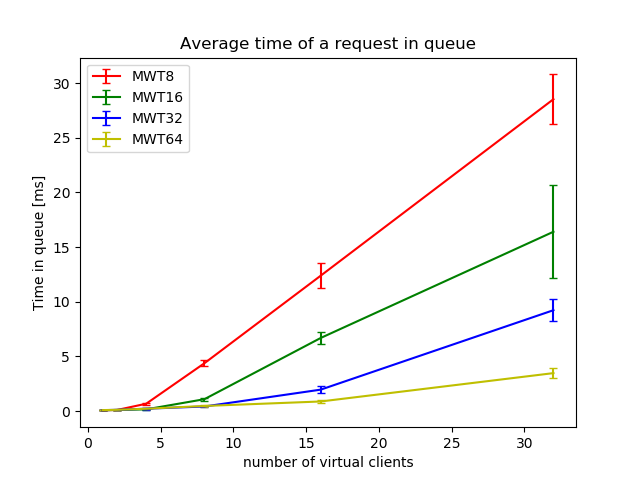 Average time of a request in queue
MWT8
MWT16
MWT32
MWT64
Time in queue [ms]
30
25
20
15
10
5
0
0 5 10 15 20 25 30
number of virtual clients